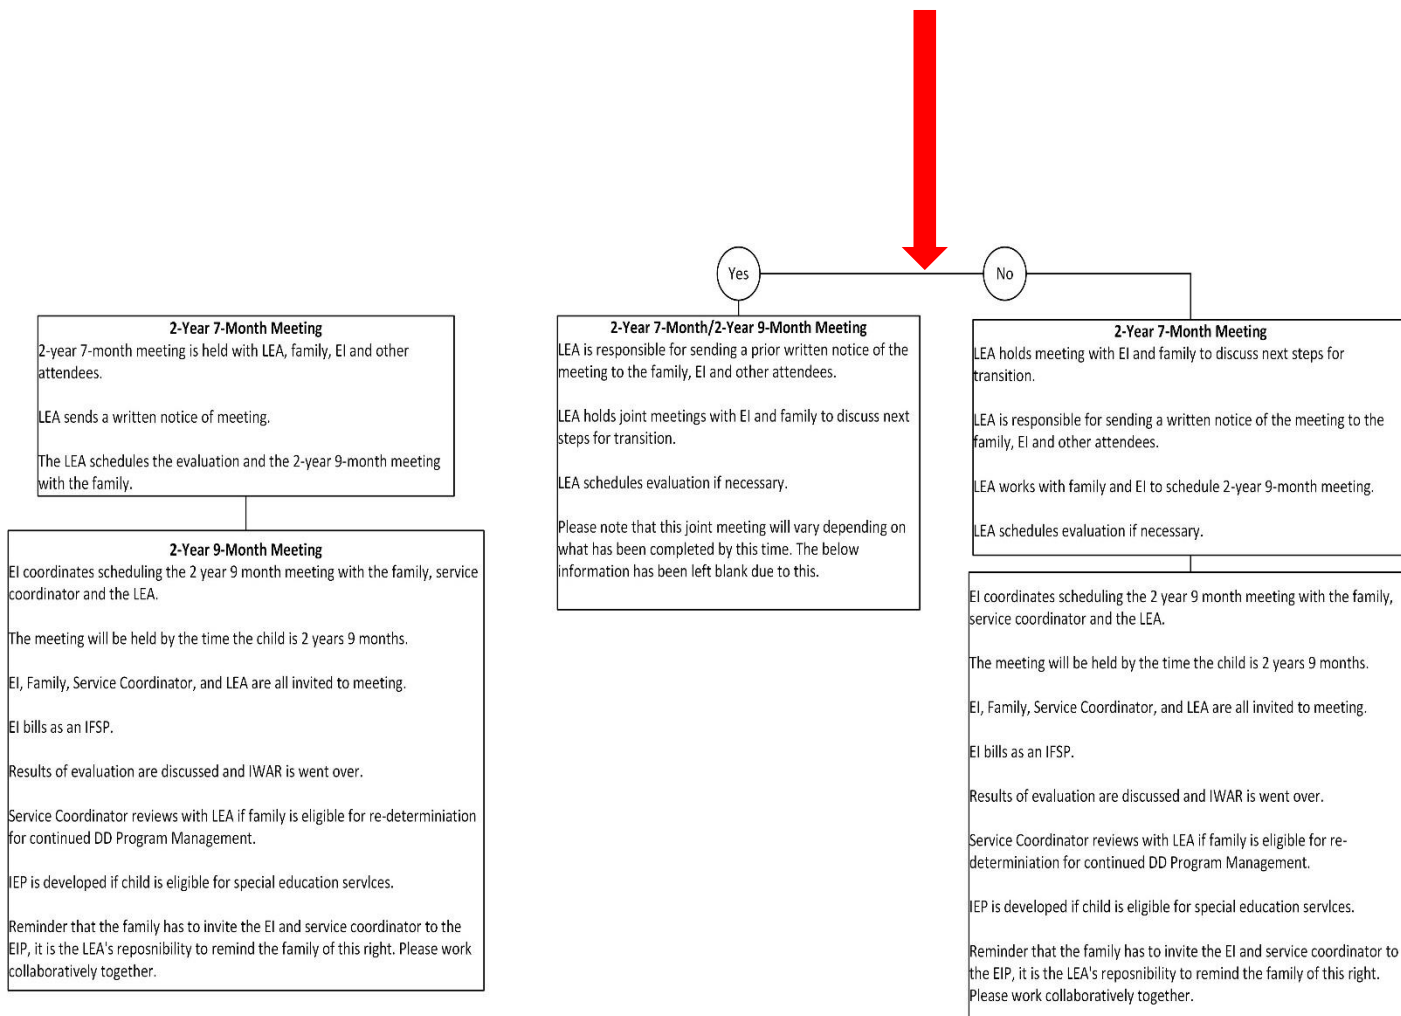 Yes
No
2-Year 7-Month Meeting
2-year 7-month meeting is held with LEA, family, EI and other
attendees.
LEA sends a written notice of meeting.
The LEA schedules the evaluation and the 2-year 9-month meeting
with the family.
2-Year 9-Month Meeting
EI coordinates scheduling the 2 year 9 month meeting with the family, service
coordinator and the LEA.
The meeting will be held by the time the child is 2 years 9 months.
EI, Family, Service Coordinator, and LEA are all invited to meeting.
EI bills as an IFSP.
Results of evaluation are discussed and IWAR is went over.
Service Coordinator reviews with LEA if family is eligible for re-determiniation
for continued DD Program Management.
IEP is developed if child is eligible for special education servIces.
Reminder that the family has to invite the EI and service coordinator to the
EIP, it is the LEA's reposnibility to remind the family of this right. Please work
collaboratively together.
2-Year 7-Month/2-Year 9-Month Meeting
LEA is responsible for sending a prior written notice of the
meeting to the family, EI and other attendees.
LEA holds joint meetings with EI and family to discuss next
steps for transition.
LEA schedules evaluation if necessary.
Please note that this joint meeting will vary depending on
what has been completed by this time. The below
information has been left blank due to this.
2-Year 7-Month Meeting
LEA holds meeting with EI and family to discuss next steps for
transition.
LEA is responsible for sending a written notice of the meeting to the
family, EI and other attendees.
LEA works with family and EI to schedule 2-year 9-month meeting.
LEA schedules evaluation if necessary.
EI coordinates scheduling the 2 year 9 month meeting with the family,
service coordinator and the LEA.
The meeting will be held by the time the child is 2 years 9 months.
EI, Family, Service Coordinator, and LEA are all invited to meeting.
EI bills as an IFSP.
Results of evaluation are discussed and IWAR is went over.
Service Coordinator reviews with LEA if family is eligible for re-
determiniation for continued DD Program Management.
IEP is developed if child is eligible for special education servIces.
Reminder that the family has to invite the EI and service coordinator to
the EIP, it is the LEA's reposnibility to remind the family of this right.
Please work collaboratively together.